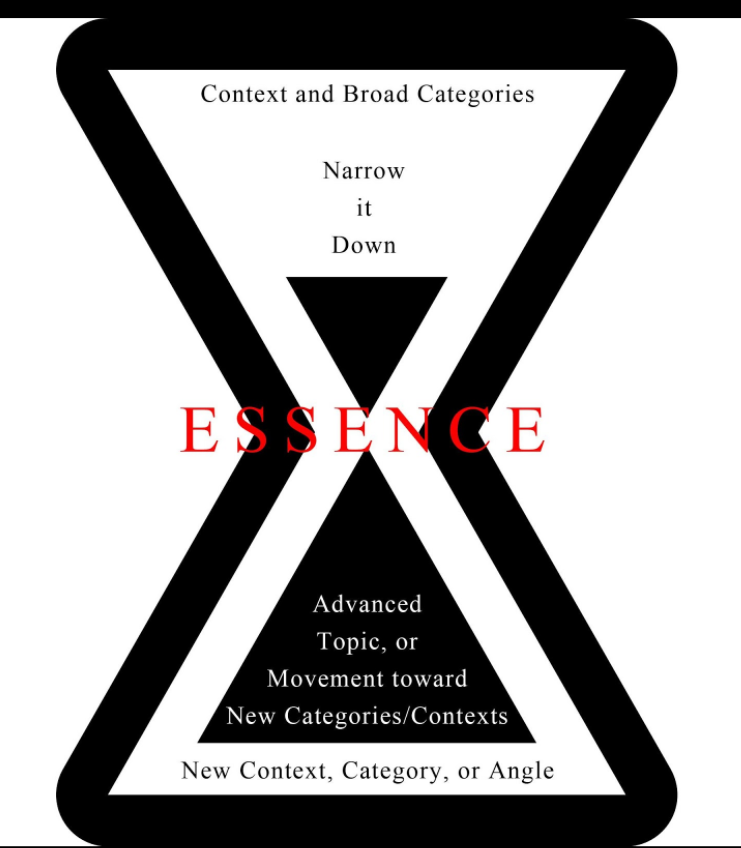 Context and Broad Categories
Narrow
it
Down
ESSENCE
Advanced
Topic, or
Movement toward
New Categories/Contexts
New Context, Category, or Angle